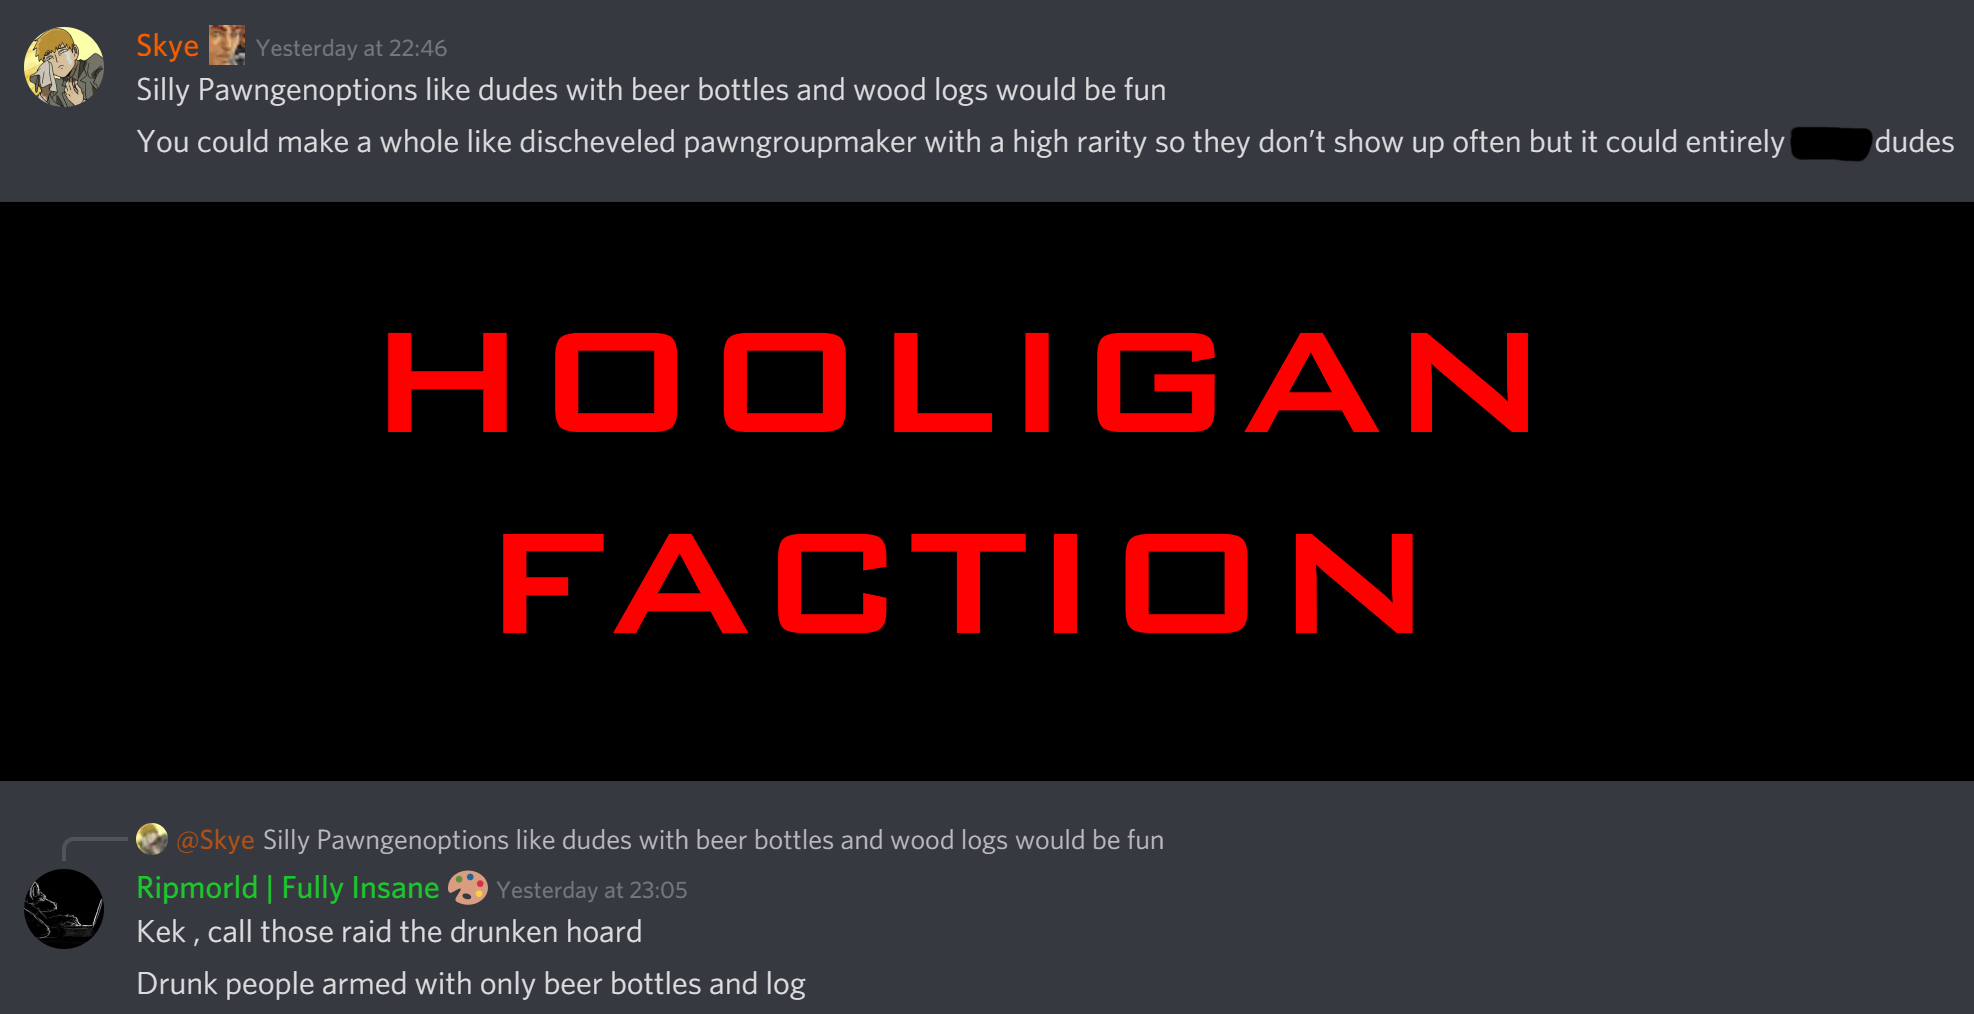 Skye Yesterday at 22:46
Silly Pawngenoptions like dudes with beer bottles and wood logs would be fun
You could make a whole like discheveled pawngroupmaker with a high rarity so they don’t show up often but it could entirely dudes
HOOLIGAN
FACTION
@Skye Silly Pawngenoptions like dudes with beer bottles and wood logs would be fun
Ripmorld | Fully Insane Yesterday at 23:05
Kek , call those raid the drunken hoard
Drunk people armed with only beer bottles and log